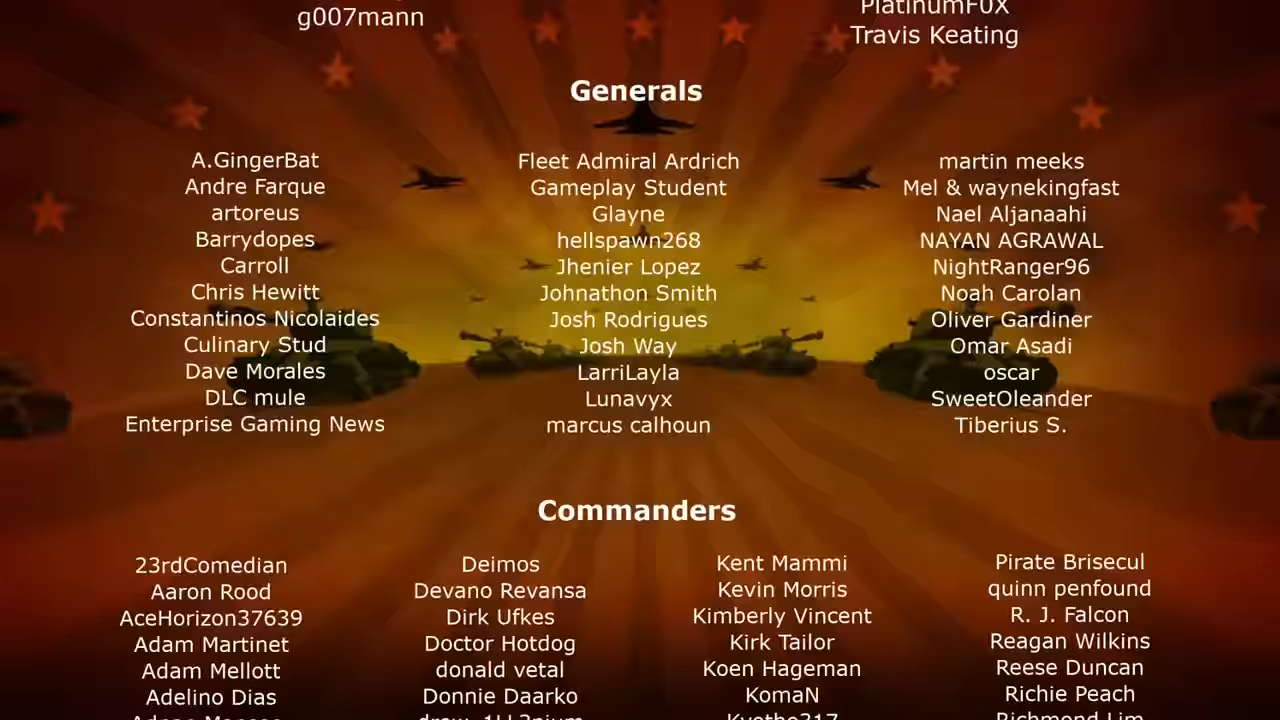 g007mann
PlatinumF0X
Travis Keating
Generals
A.GingerBat
Andre Farque
artoreus
Barrydopes
Carroll
Chris Hewitt
Constantinos Nicolaides
Culinary Stud
Dave Morales
DLC mule
Enterprise Gaming News
Fleet Admiral Ardrich
Gameplay Student
Glayne
hellspawn268
Jhenier Lopez
Johnathon Smith
Josh Rodrigues
Josh Way
LarriLayla
Lunavyx
marcus calhoun
martin meeks
Mel & waynekingfast
Nael Aljanaahi
NAYAN AGRAWAL
NightRanger96
Noah Carolan
Oliver Gardiner
Omar Asadi
oscar
SweetOleander
Tiberius S.
Commanders
23rdComedian
Aaron Rood
AceHorizon37639
Adam Martinet
Adam Mellott
Adelino Dias
Deimos
Devano Revansa
Dirk Ufkes
Doctor Hotdog
donald vetal
Donnie Daarko
Kent Mammi
Kevin Morris
Kimberly Vincent
Kirk Tailor
Koen Hageman
KomaN
Pirate Brisecul
quinn penfound
R. J. Falcon
Reagan Wilkins
Reese Duncan
Richie Peach
Richmond Lim